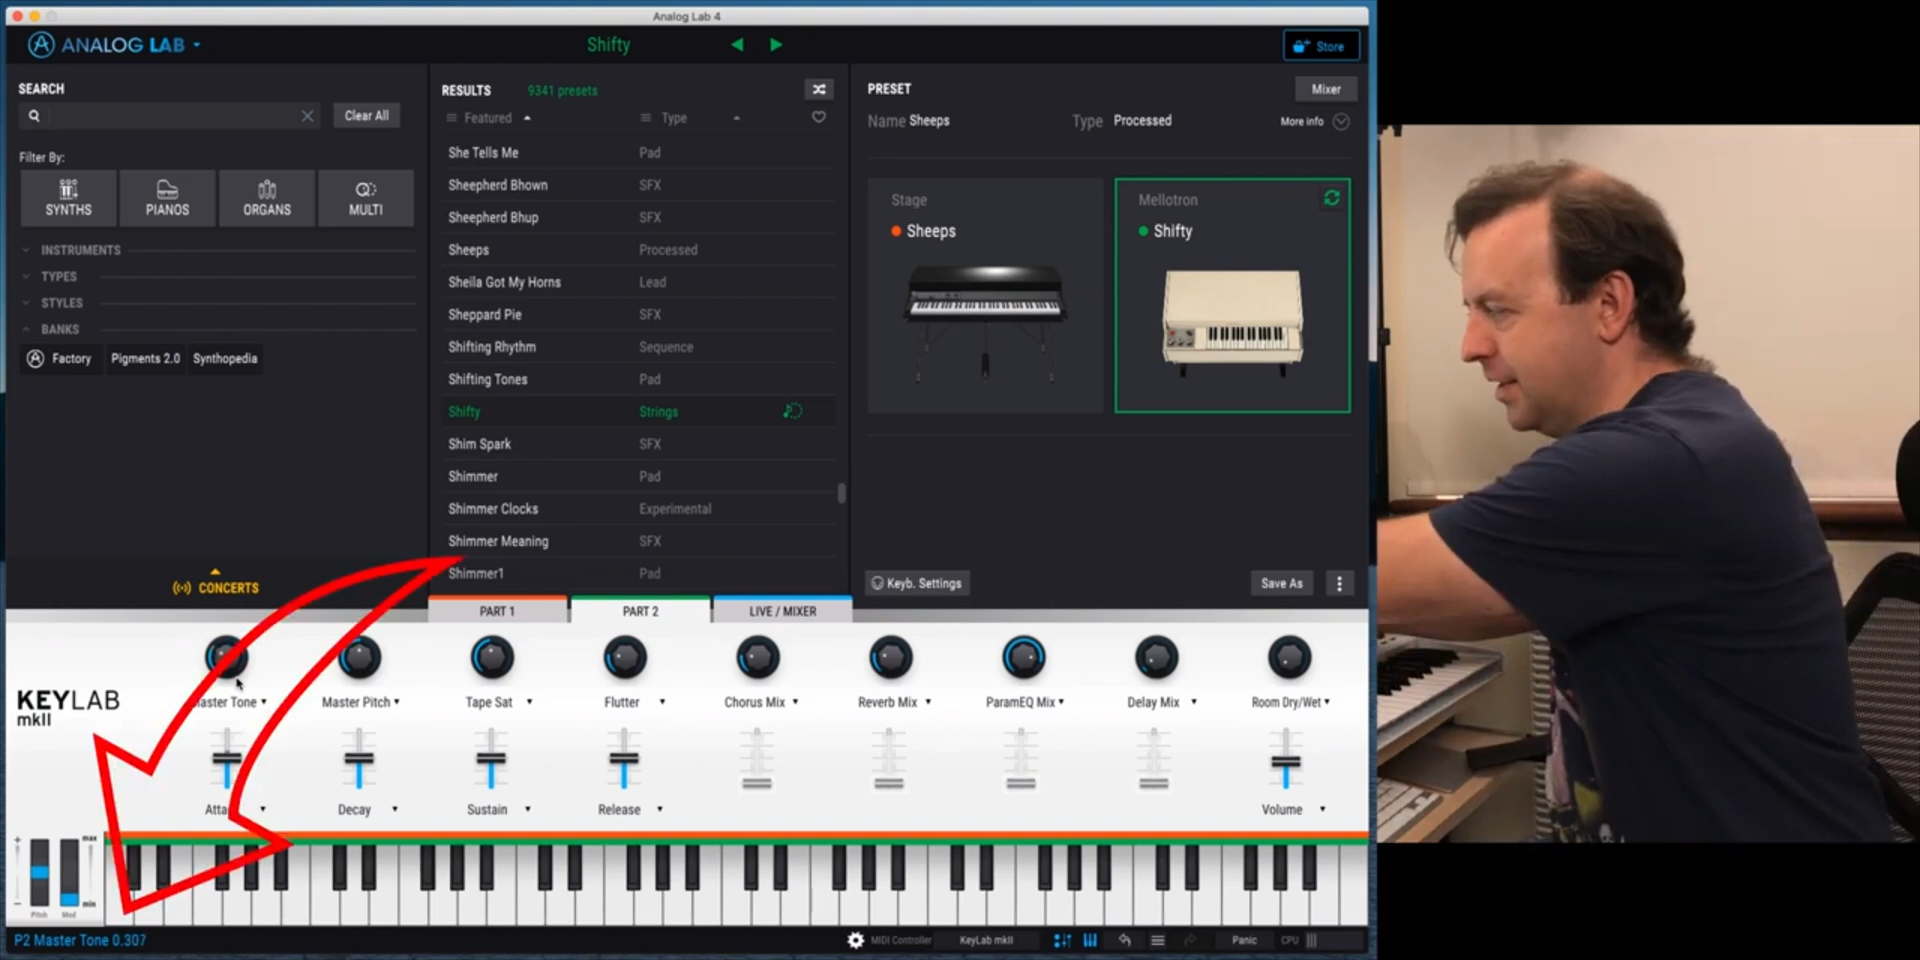 Analog Lab 4
ANALOG LAB
Shifty
Store
SEARCH
Clear All
Filter By:
SYNTHS
PIANOS
ORGANS
MULTI
INSTRUMENTS
TYPES
STYLES
BANKS
Factory
Pigments 2.0
Synthopedia
CONCERTS
RESULTS 9341 presets
Featured Type
She Tells Me Pad
Sheepherd Bhown SFX
Sheepherd Bhup SFX
Sheeps Processed
Sheila Got My Horns Lead
Sheppard Pie SFX
Shifting Rhythm Sequence
Shifting Tones Pad
Shifty Strings
Shim Spark SFX
Shimmer Pad
Shimmer Clocks Experimental
Shimmer Meaning SFX
Shimmer1 Pad
PRESET
Mixer
Name Sheeps Type Processed More info
Stage
Sheeps
Mellotron
Shifty
Keyb. Settings
Save As
PART 1
PART 2
LIVE / MIXER
KEYLAB
mkII
Master Pitch
Tape Sat
Flutter
Chorus Mix
Reverb Mix
ParamEQ Mix
Delay Mix
Room Dry/Wet
Decay
Sustain
Release
Volume
max
min
Pitch
Mod
P2 Master Tone 0.307
MIDI Controller
KeyLab mkII
Panic
CPU